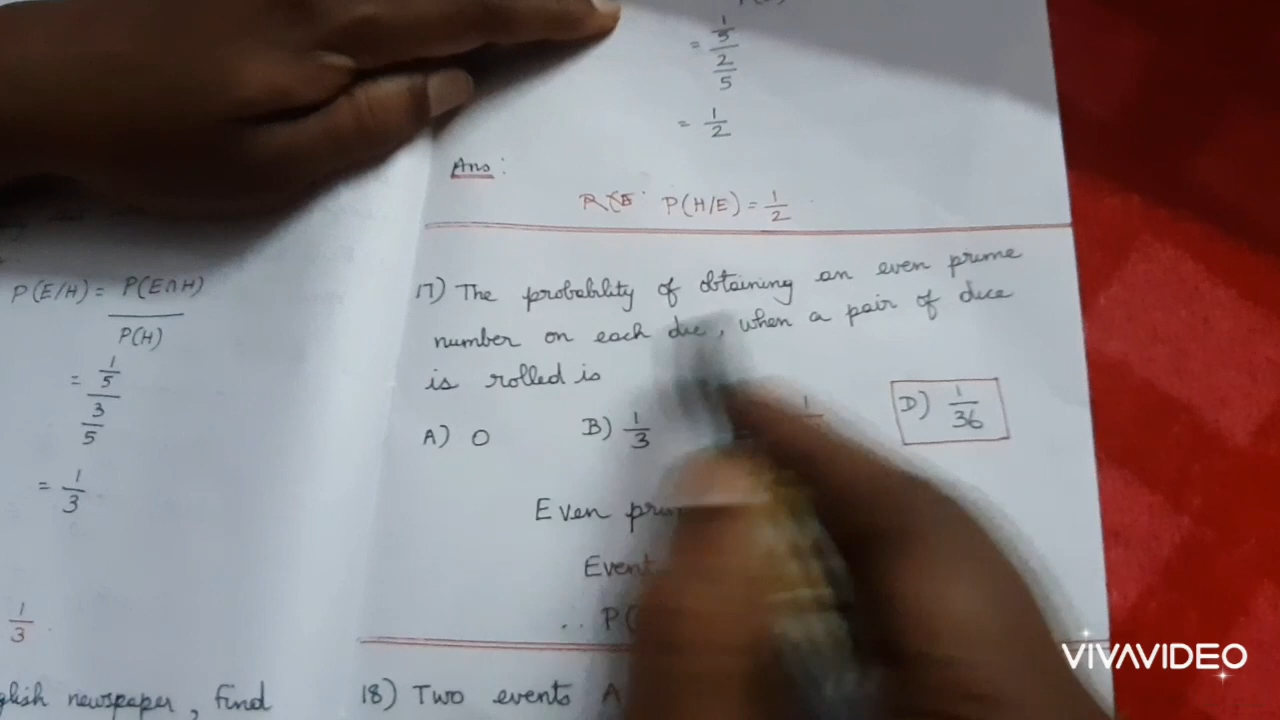 P(E/H) = P(E∩H)
P(H)
= 1/5
3/5
= 1/3
1/3.
glish newspaper, find
= 1/5
2/5
= 1/2
Ans:
P(H/E) = 1/2
17) The probability of obtaining an even prime
number on each die, when a pair of dice
is rolled is
A) 0 B) 1/3 D) 1/36
Even
Event
∴ P(
18) Two events A
VIVAVIDEO